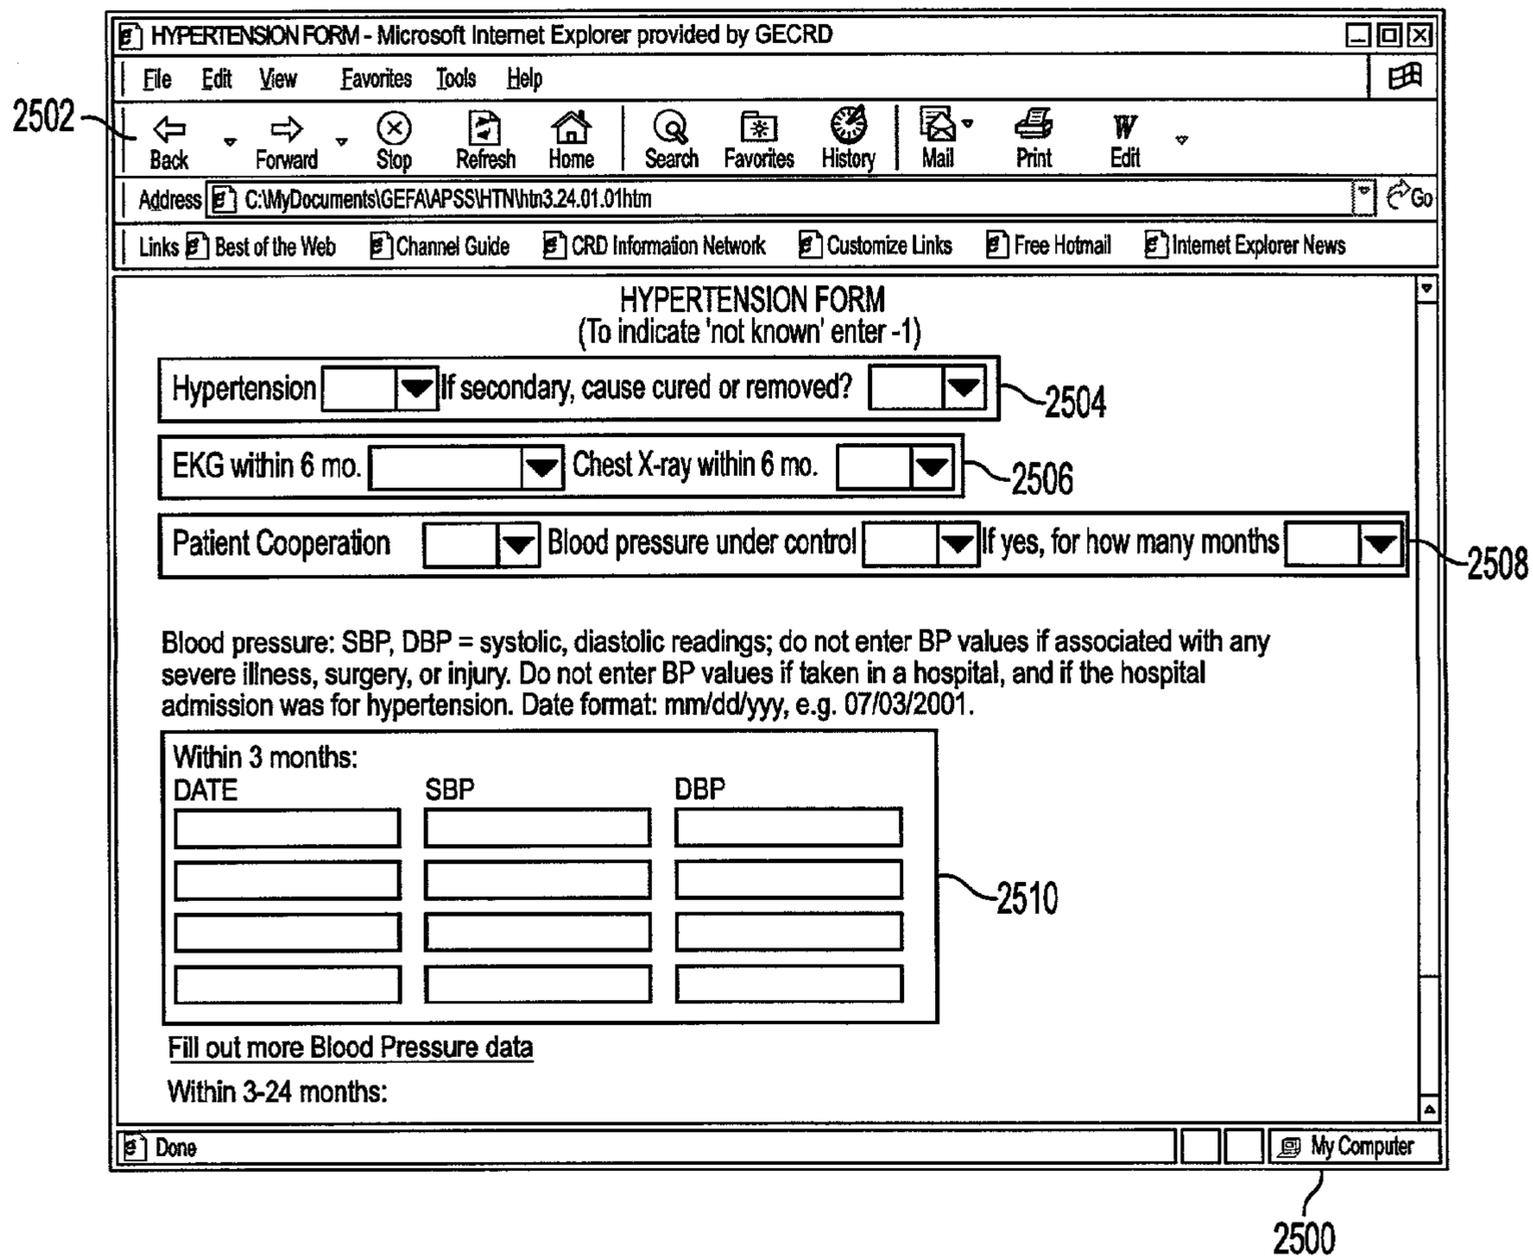 HYPERTENSION FORM - Microsoft Internet Explorer provided by GECRD
File Edit View Favorites Tools Help
2502
Back Forward Stop Refresh Home Search Favorites History Mail Print Edit
Address C:\MyDocuments\GEFA\APSS\HTN\htn3.24.01.01htm Go
Links Best of the Web Channel Guide CRD Information Network Customize Links Free Hotmail Internet Explorer News
HYPERTENSION FORM
(To indicate 'not known' enter -1)
Hypertension If secondary, cause cured or removed? 2504
EKG within 6 mo. Chest X-ray within 6 mo. 2506
Patient Cooperation Blood pressure under control If yes, for how many months 2508
Blood pressure: SBP, DBP = systolic, diastolic readings; do not enter BP values if associated with any
severe illness, surgery, or injury. Do not enter BP values if taken in a hospital, and if the hospital
admission was for hypertension. Date format: mm/dd/yyy, e.g. 07/03/2001.
Within 3 months:
DATE SBP DBP
2510
Fill out more Blood Pressure data
Within 3-24 months:
Done My Computer
2500